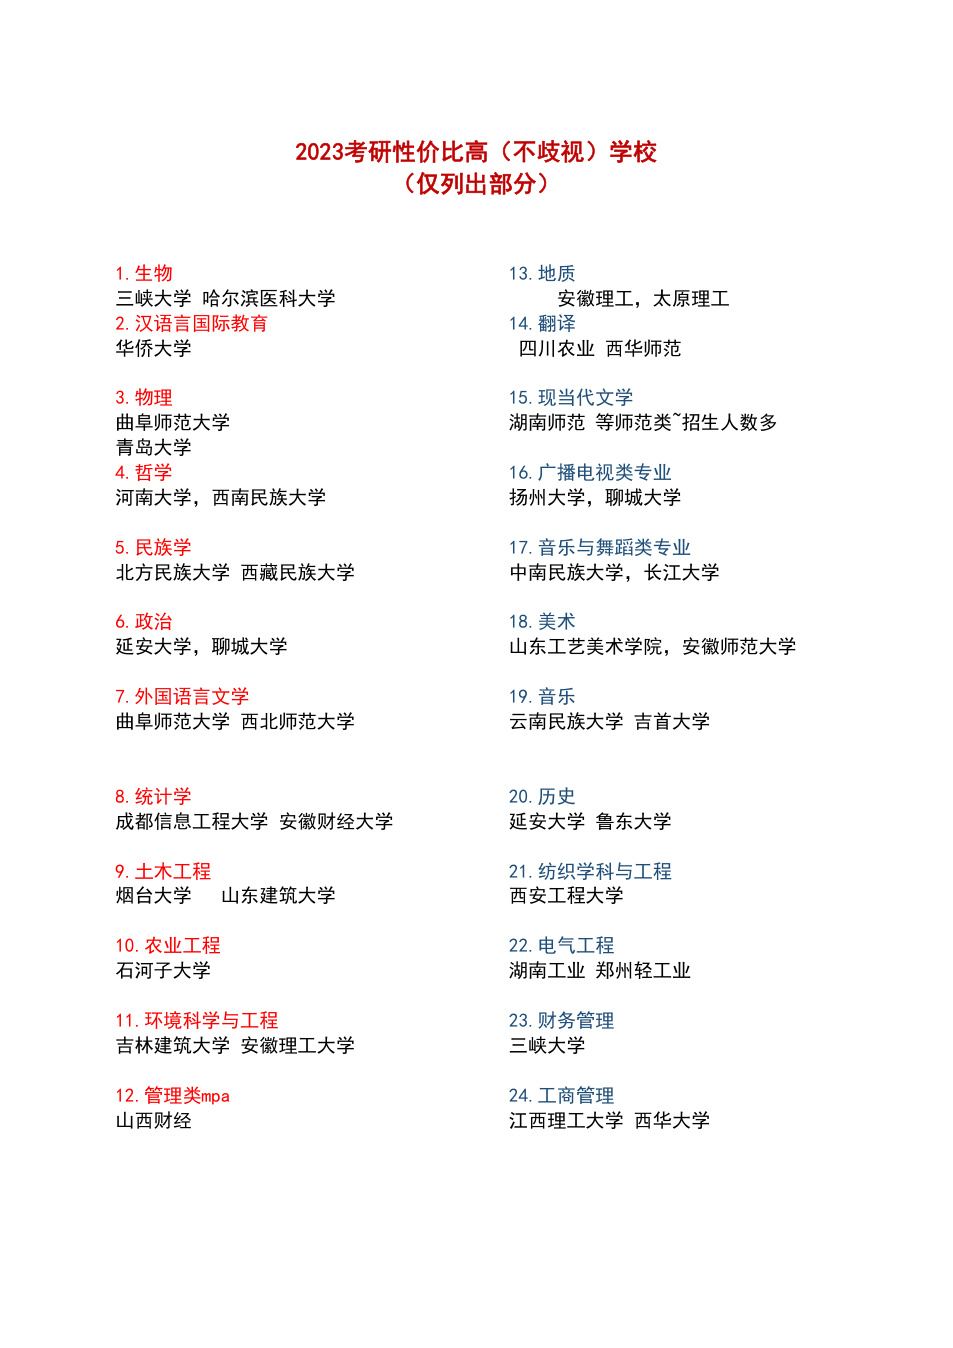 2023考研性价比高（不歧视）学校
（仅列出部分）
1.生物
三峡大学 哈尔滨医科大学
2.汉语言国际教育
华侨大学
3.物理
曲阜师范大学
青岛大学
4.哲学
河南大学，西南民族大学
5.民族学
北方民族大学 西藏民族大学
6.政治
延安大学，聊城大学
7.外国语言文学
曲阜师范大学 西北师范大学
8.统计学
成都信息工程大学 安徽财经大学
9.土木工程
烟台大学 山东建筑大学
10.农业工程
石河子大学
11.环境科学与工程
吉林建筑大学 安徽理工大学
12.管理类mpa
山西财经
13.地质
安徽理工，太原理工
14.翻译
四川农业 西华师范
15.现当代文学
湖南师范 等师范类~招生人数多
16.广播电视类专业
扬州大学，聊城大学
17.音乐与舞蹈类专业
中南民族大学，长江大学
18.美术
山东工艺美术学院，安徽师范大学
19.音乐
云南民族大学 吉首大学
20.历史
延安大学 鲁东大学
21.纺织学科与工程
西安工程大学
22.电气工程
湖南工业 郑州轻工业
23.财务管理
三峡大学
24.工商管理
江西理工大学 西华大学